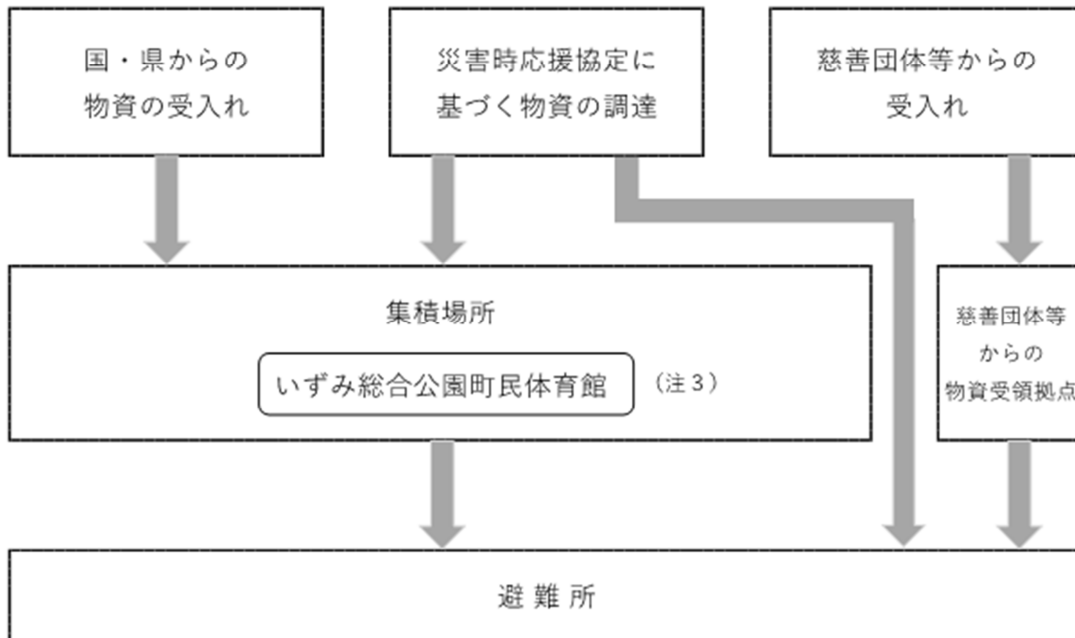 国・県からの
物資の受入れ
災害時応援協定に
基づく物資の調達
慈善団体等からの
受入れ
集積場所
いずみ総合公園町民体育館
（注３）
慈善団体等
からの
物資受領拠点
避難所